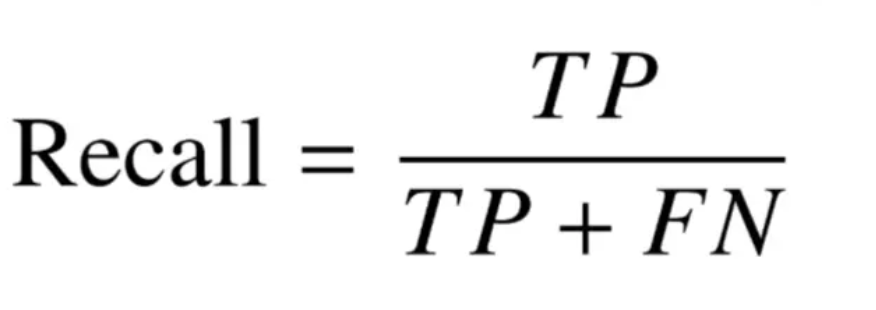 Recall = TP / TP + FN